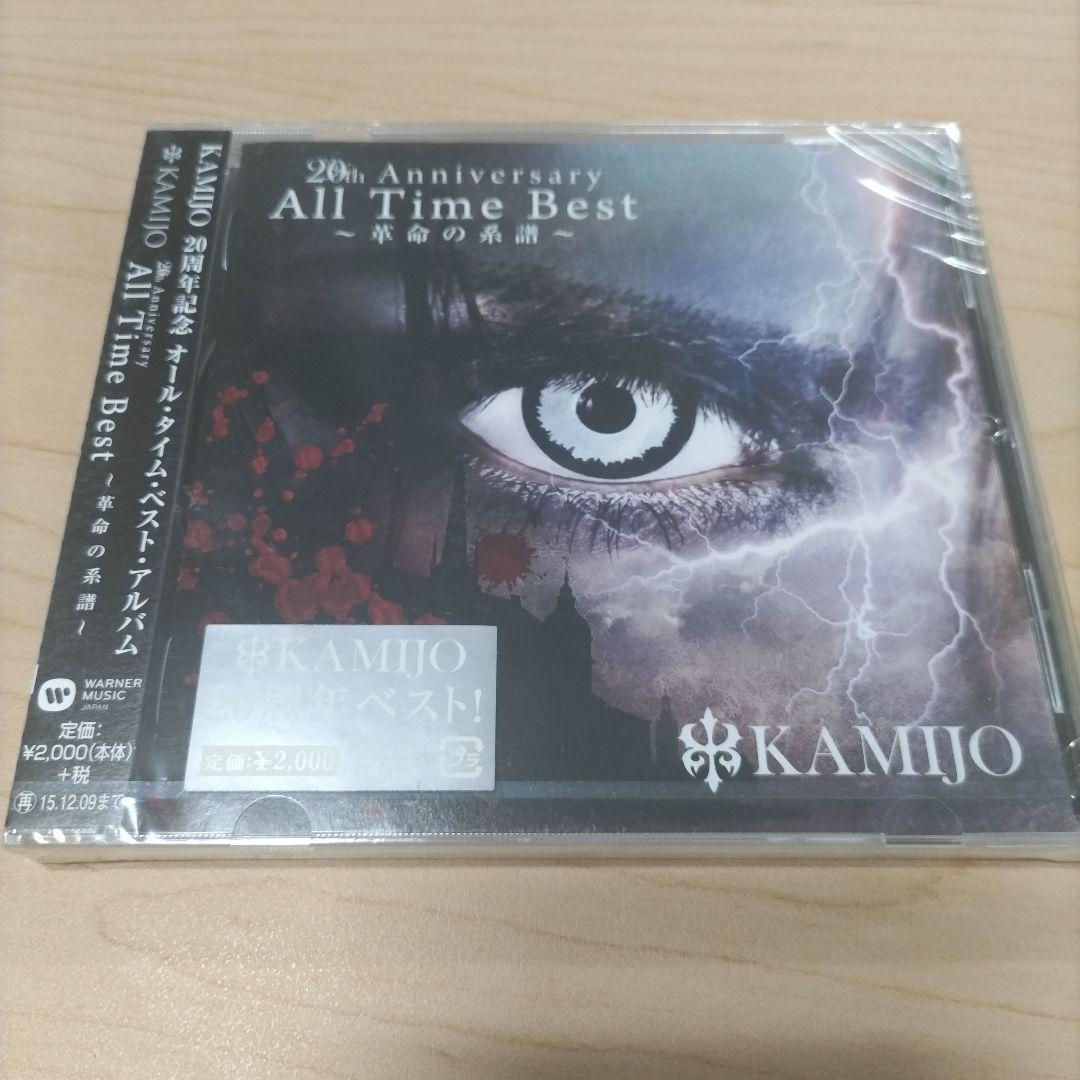 KAMIJO 20周年記念 オール・タイム・ベスト・アルバム
KAMIJO
20th Anniversary
All Time Best ～革命の系譜～
WARNER
MUSIC
JAPAN
定価:
¥2,000(本体)
+税
再 15.12.09まで
20th Anniversary
All Time Best
～革命の系譜～
KAMIJO
20周年ベスト!
定価:¥2,000
プラ
KAMIJO